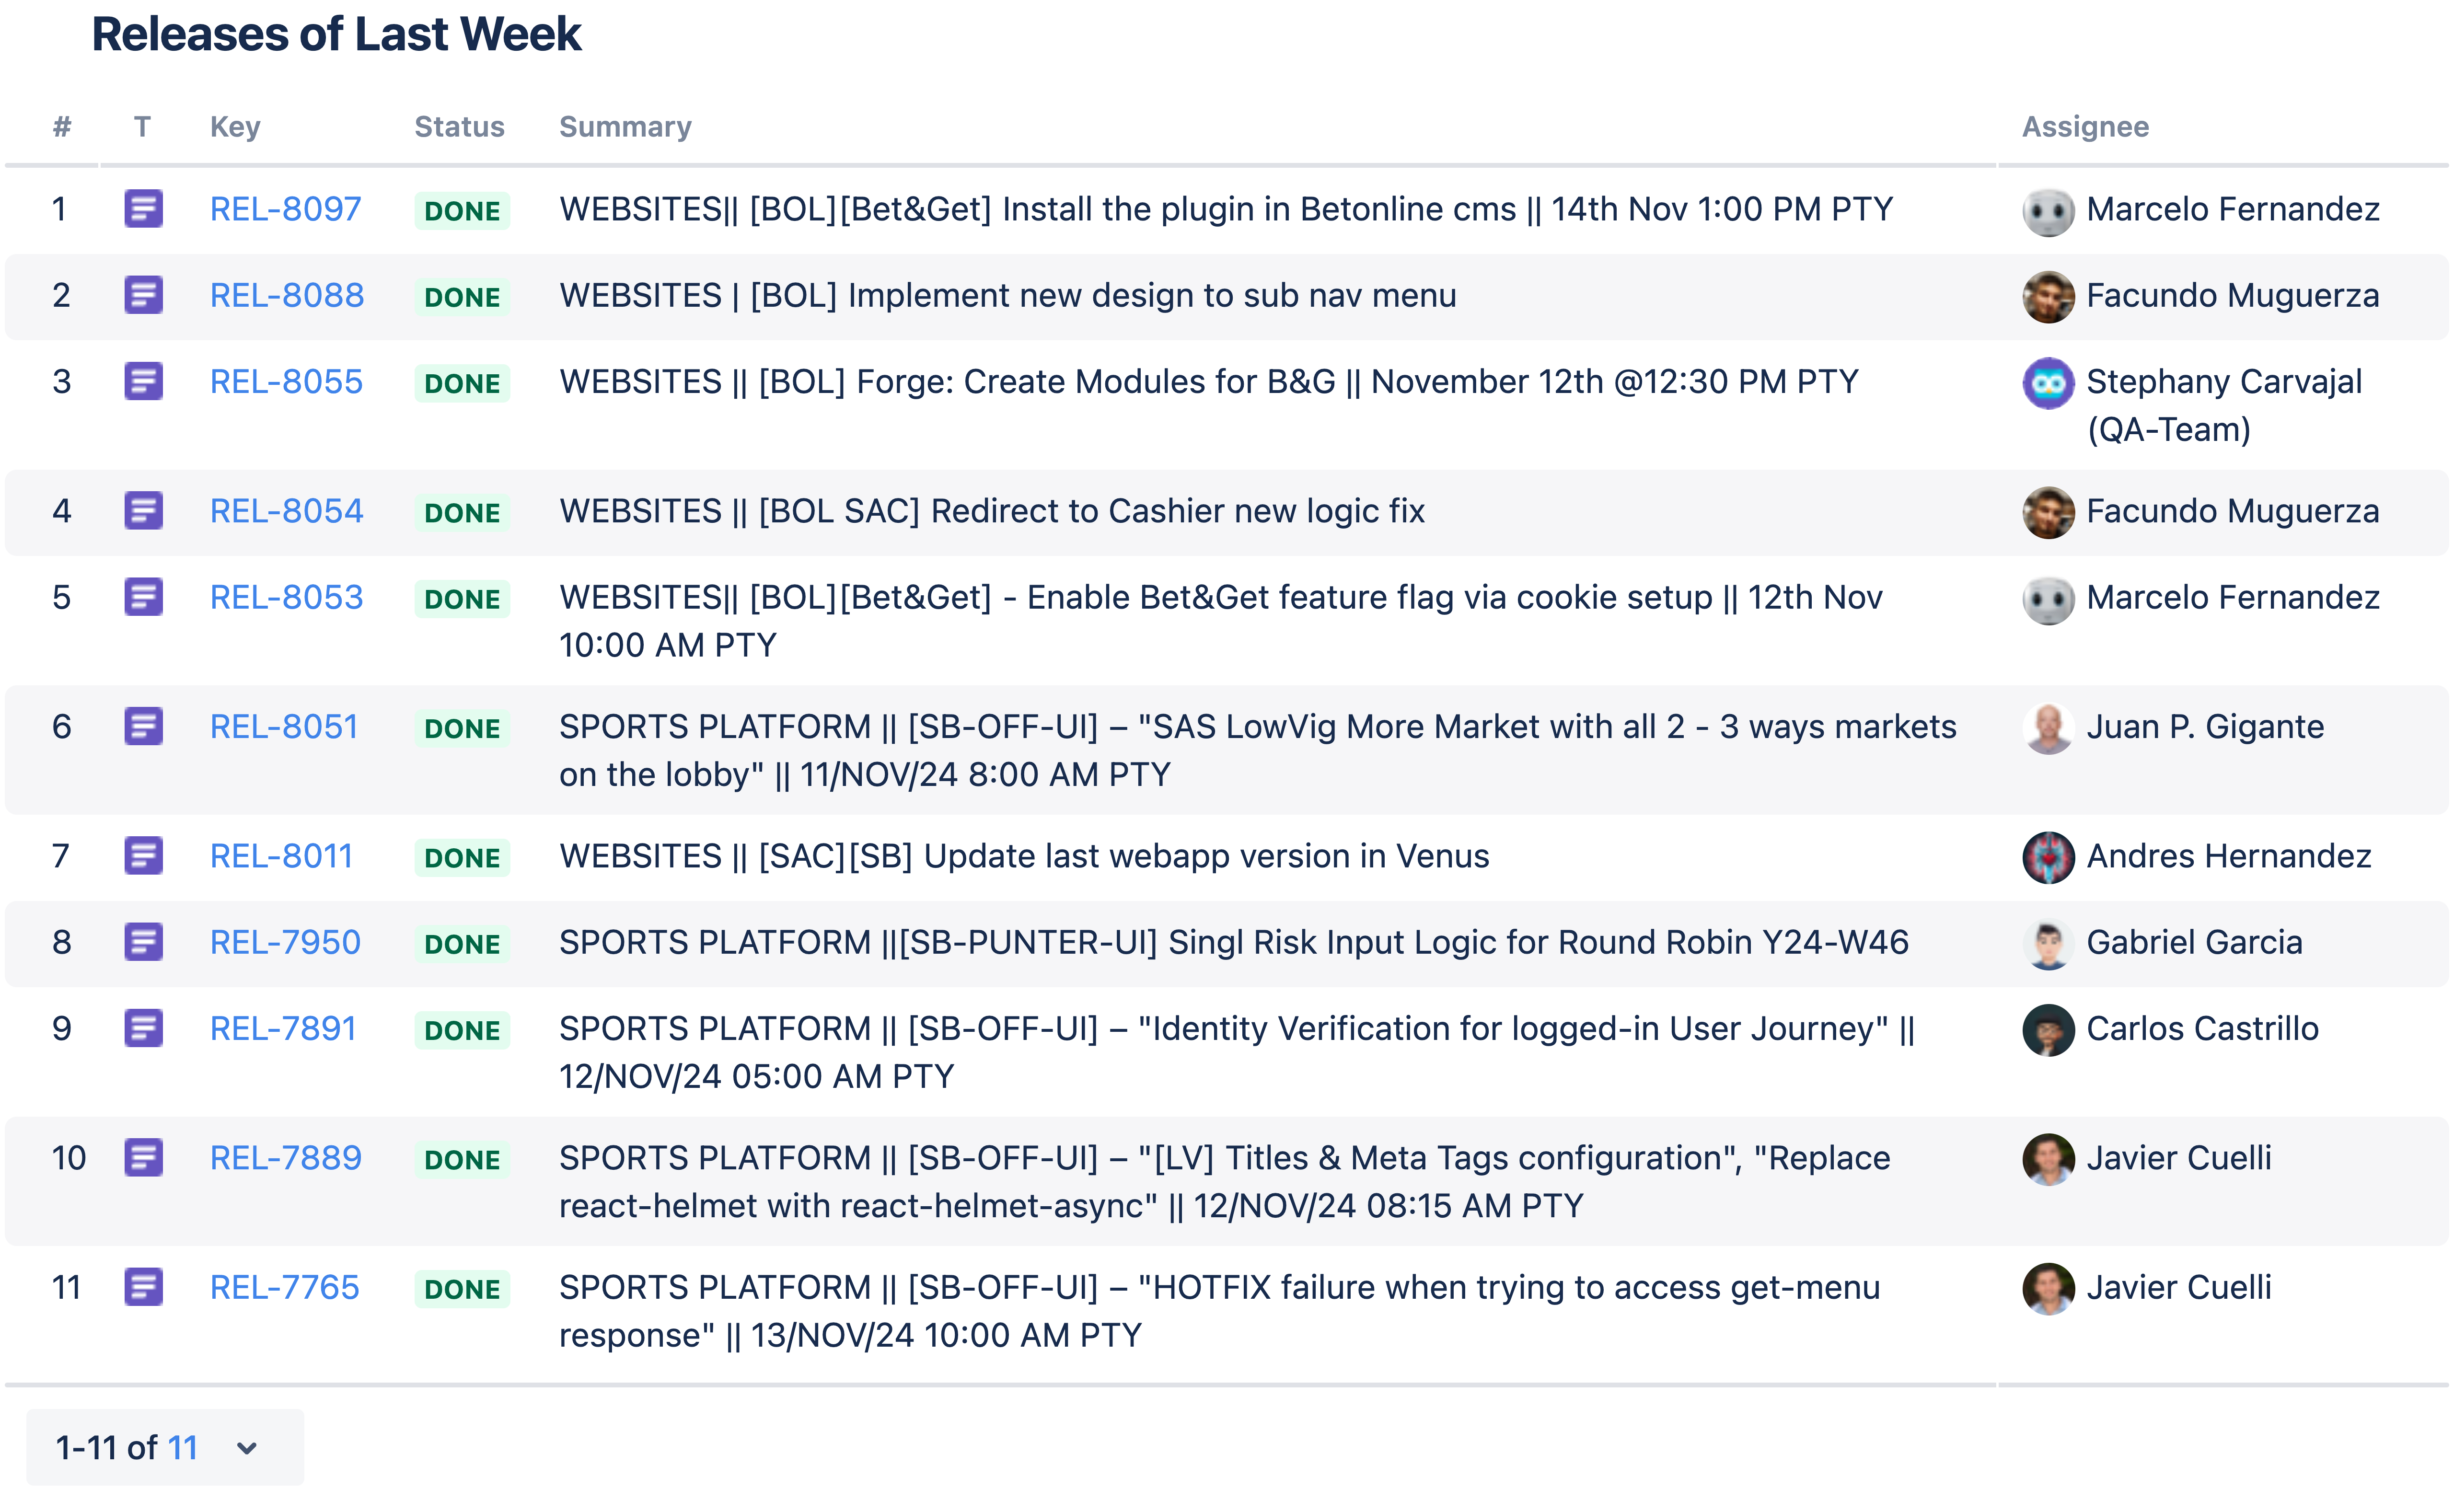 Releases of Last Week
# T Key Status Summary Assignee
1 REL-8097 DONE WEBSITES|| [BOL][Bet&Get] Install the plugin in Betonline cms || 14th Nov 1:00 PM PTY Marcelo Fernandez
2 REL-8088 DONE WEBSITES | [BOL] Implement new design to sub nav menu Facundo Muguerza
3 REL-8055 DONE WEBSITES || [BOL] Forge: Create Modules for B&G || November 12th @12:30 PM PTY Stephany Carvajal
(QA-Team)
4 REL-8054 DONE WEBSITES || [BOL SAC] Redirect to Cashier new logic fix Facundo Muguerza
5 REL-8053 DONE WEBSITES|| [BOL][Bet&Get] - Enable Bet&Get feature flag via cookie setup || 12th Nov Marcelo Fernandez
10:00 AM PTY
6 REL-8051 DONE SPORTS PLATFORM || [SB-OFF-UI] – "SAS LowVig More Market with all 2 - 3 ways markets Juan P. Gigante
on the lobby" || 11/NOV/24 8:00 AM PTY
7 REL-8011 DONE WEBSITES || [SAC][SB] Update last webapp version in Venus Andres Hernandez
8 REL-7950 DONE SPORTS PLATFORM ||[SB-PUNTER-UI] Singl Risk Input Logic for Round Robin Y24-W46 Gabriel Garcia
9 REL-7891 DONE SPORTS PLATFORM || [SB-OFF-UI] – "Identity Verification for logged-in User Journey" || Carlos Castrillo
12/NOV/24 05:00 AM PTY
10 REL-7889 DONE SPORTS PLATFORM || [SB-OFF-UI] – "[LV] Titles & Meta Tags configuration", "Replace Javier Cuelli
react-helmet with react-helmet-async" || 12/NOV/24 08:15 AM PTY
11 REL-7765 DONE SPORTS PLATFORM || [SB-OFF-UI] – "HOTFIX failure when trying to access get-menu Javier Cuelli
response" || 13/NOV/24 10:00 AM PTY
1-11 of 11